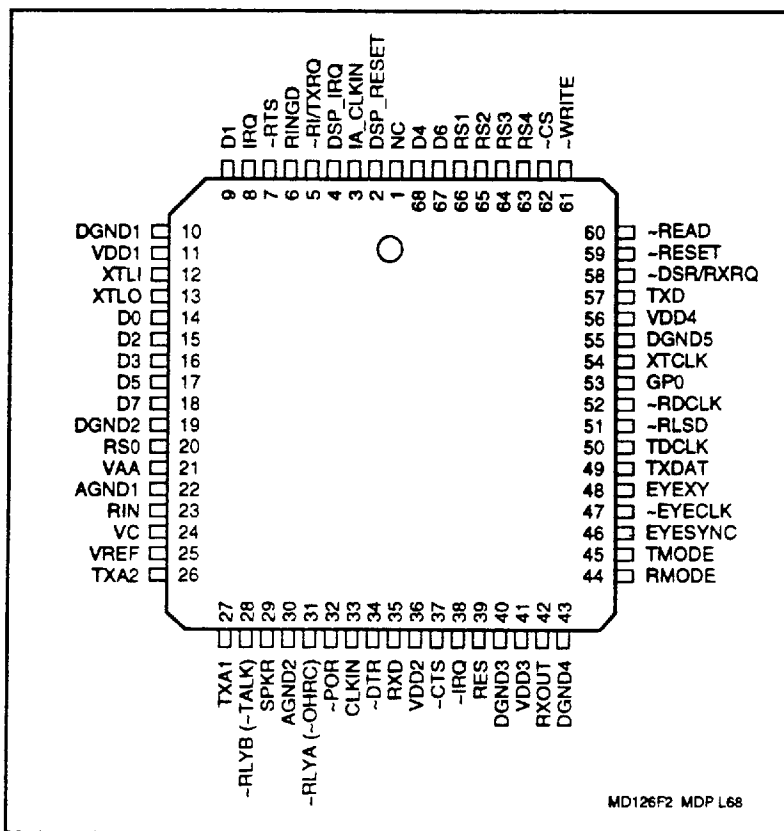 D1
IRQ
~RTS
RINGD
~RI/TXRQ
DSP_IRQ
IA_CLKIN
DSP_RESET
NC
D4
D6
RS1
RS2
RS3
RS4
~CS
~WRITE
9 8 7 6 5 4 3 2 1 68 67 66 65 64 63 62 61
DGND1 10
VDD1 11
XTLI 12
XTLO 13
D0 14
D2 15
D3 16
D5 17
D7 18
DGND2 19
RS0 20
VAA 21
AGND1 22
RIN 23
VC 24
VREF 25
TXA2 26
60 ~READ
59 ~RESET
58 ~DSR/RXRQ
57 TXD
56 VDD4
55 DGND5
54 XTCLK
53 GP0
52 ~RDCLK
51 ~RLSD
50 TDCLK
49 TXDAT
48 EYEXY
47 ~EYECLK
46 EYESYNC
45 TMODE
44 RMODE
27 28 29 30 31 32 33 34 35 36 37 38 39 40 41 42 43
TXA1
~RLYB (~TALK)
SPKR
AGND2
~RLYA (~OHRC)
~POR
CLKIN
~DTR
RXD
VDD2
~CTS
~IRQ
RES
DGND3
VDD3
RXOUT
DGND4
MD126F2 MDP L68